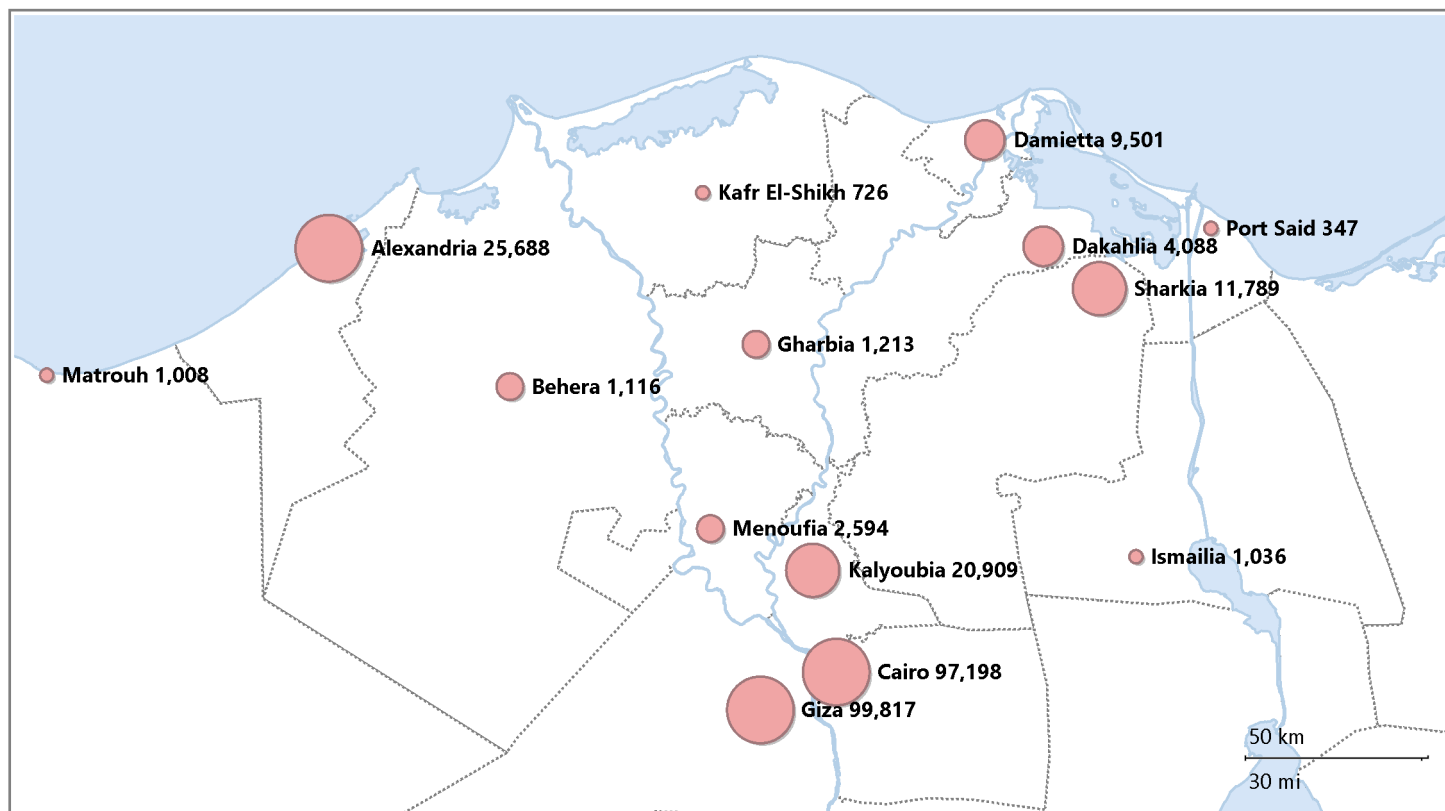 Damietta 9,501
Kafr El-Shikh 726
Port Said 347
Alexandria 25,688
Dakahlia 4,088
Sharkia 11,789
Gharbia 1,213
Matrouh 1,008
Behera 1,116
Menoufia 2,594
Ismailia 1,036
Kalyoubia 20,909
Cairo 97,198
Giza 99,817
50 km
30 mi